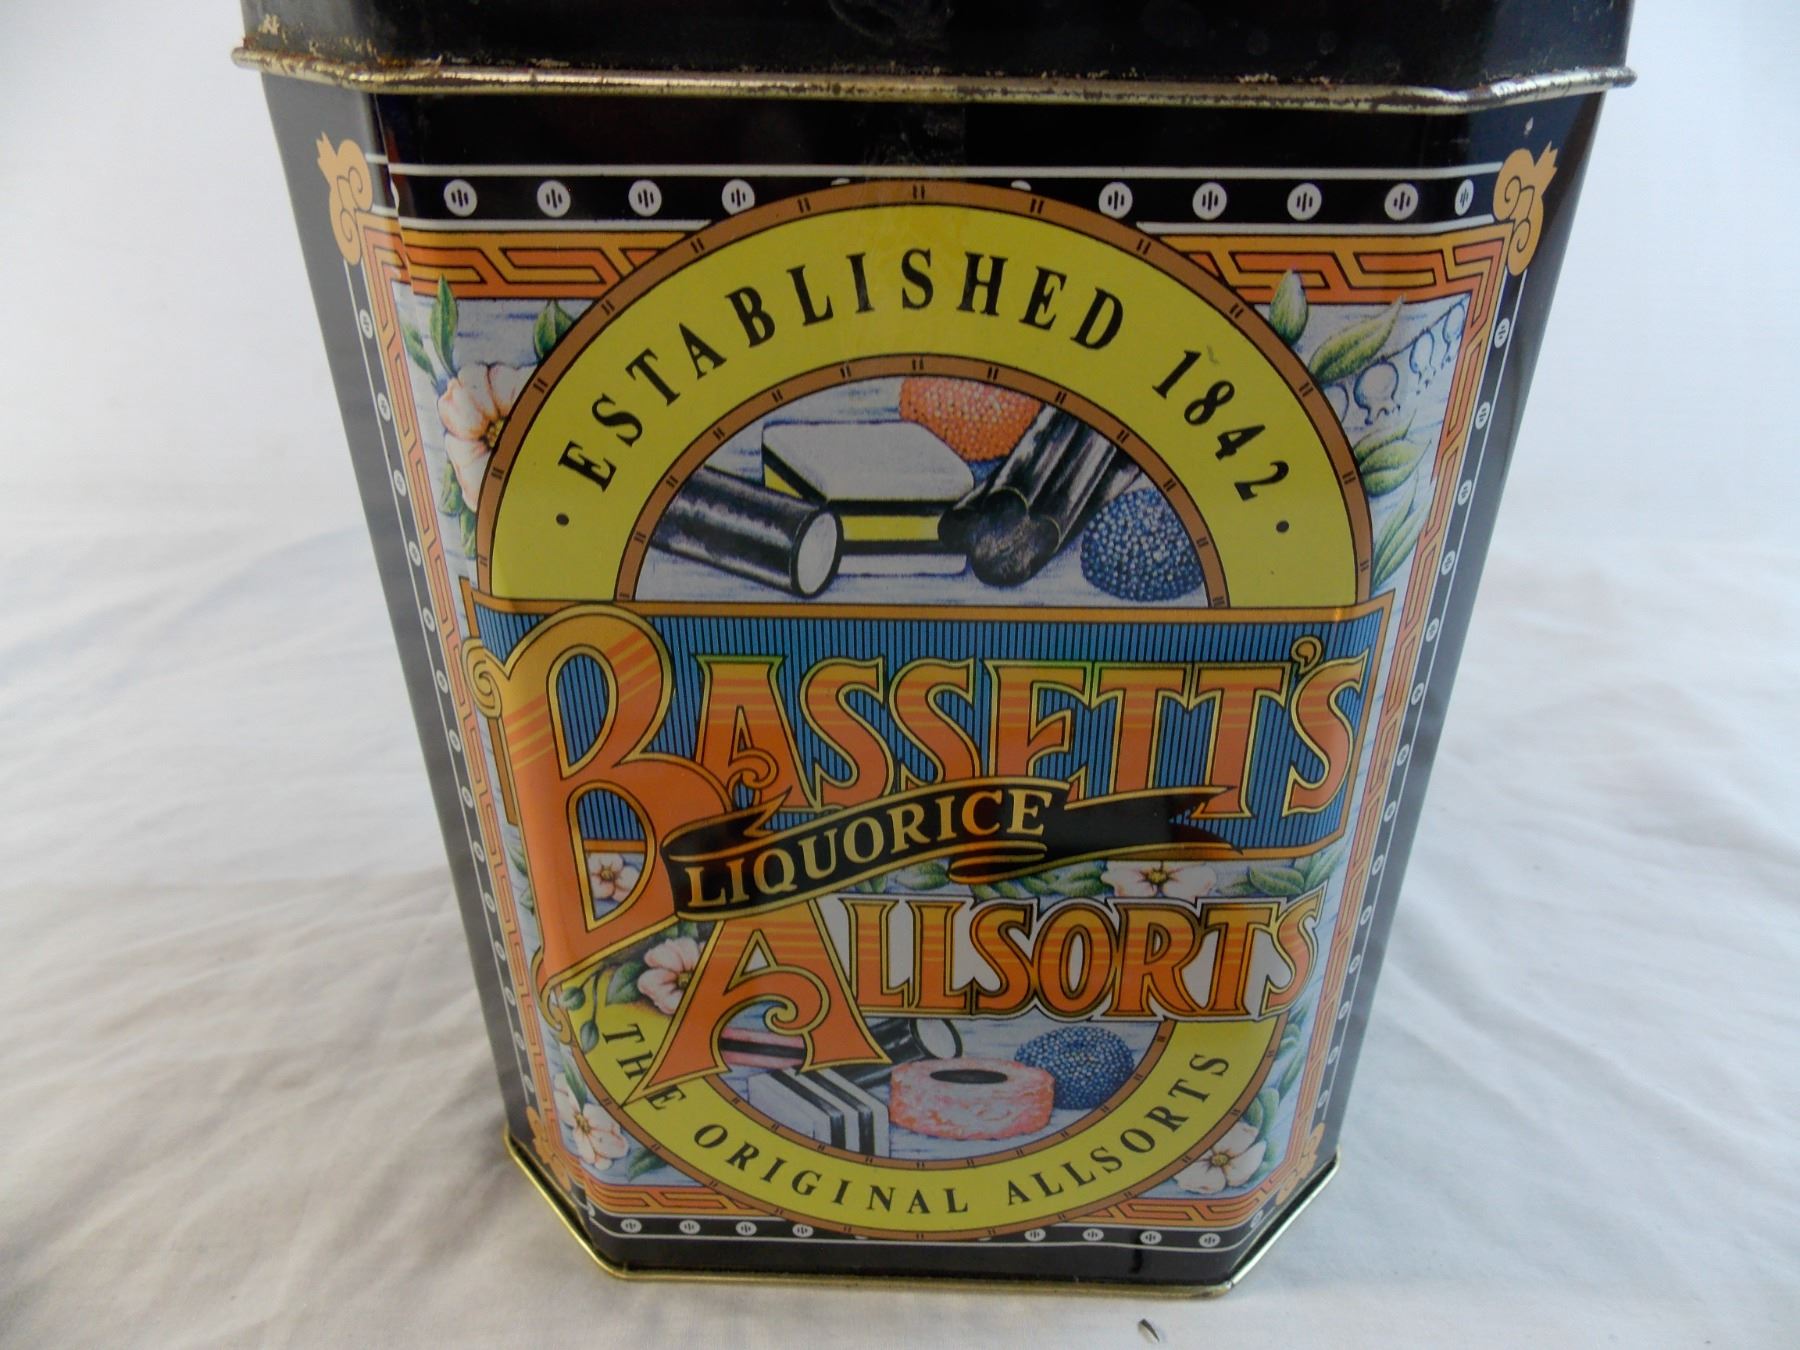 · ESTABLISHED 1842 ·
BASSETT'S
LIQUORICE
ALLSORTS
THE ORIGINAL ALLSORTS